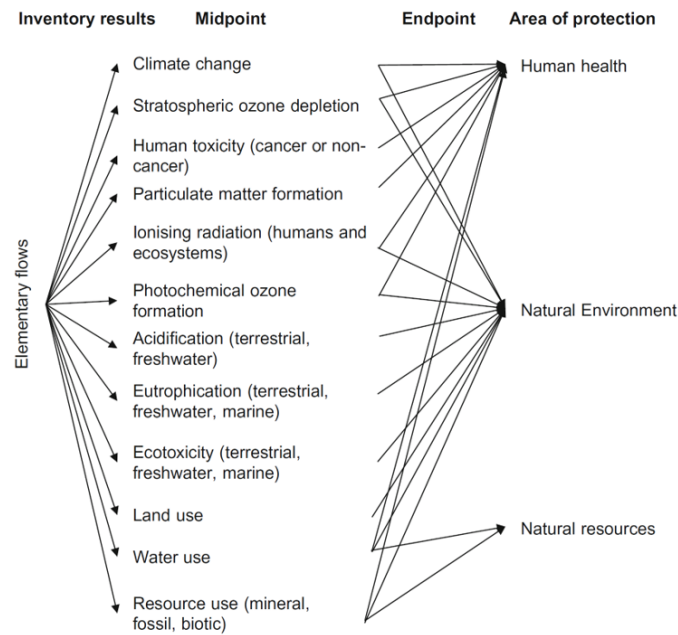 Inventory results Midpoint Endpoint Area of protection
Climate change
Stratospheric ozone depletion
Human toxicity (cancer or non-
cancer)
Particulate matter formation
Ionising radiation (humans and
ecosystems)
Photochemical ozone
formation
Acidification (terrestrial,
freshwater)
Eutrophication (terrestrial,
freshwater, marine)
Ecotoxicity (terrestrial,
freshwater, marine)
Land use
Water use
Resource use (mineral,
fossil, biotic)
Elementary flows
Human health
Natural Environment
Natural resources